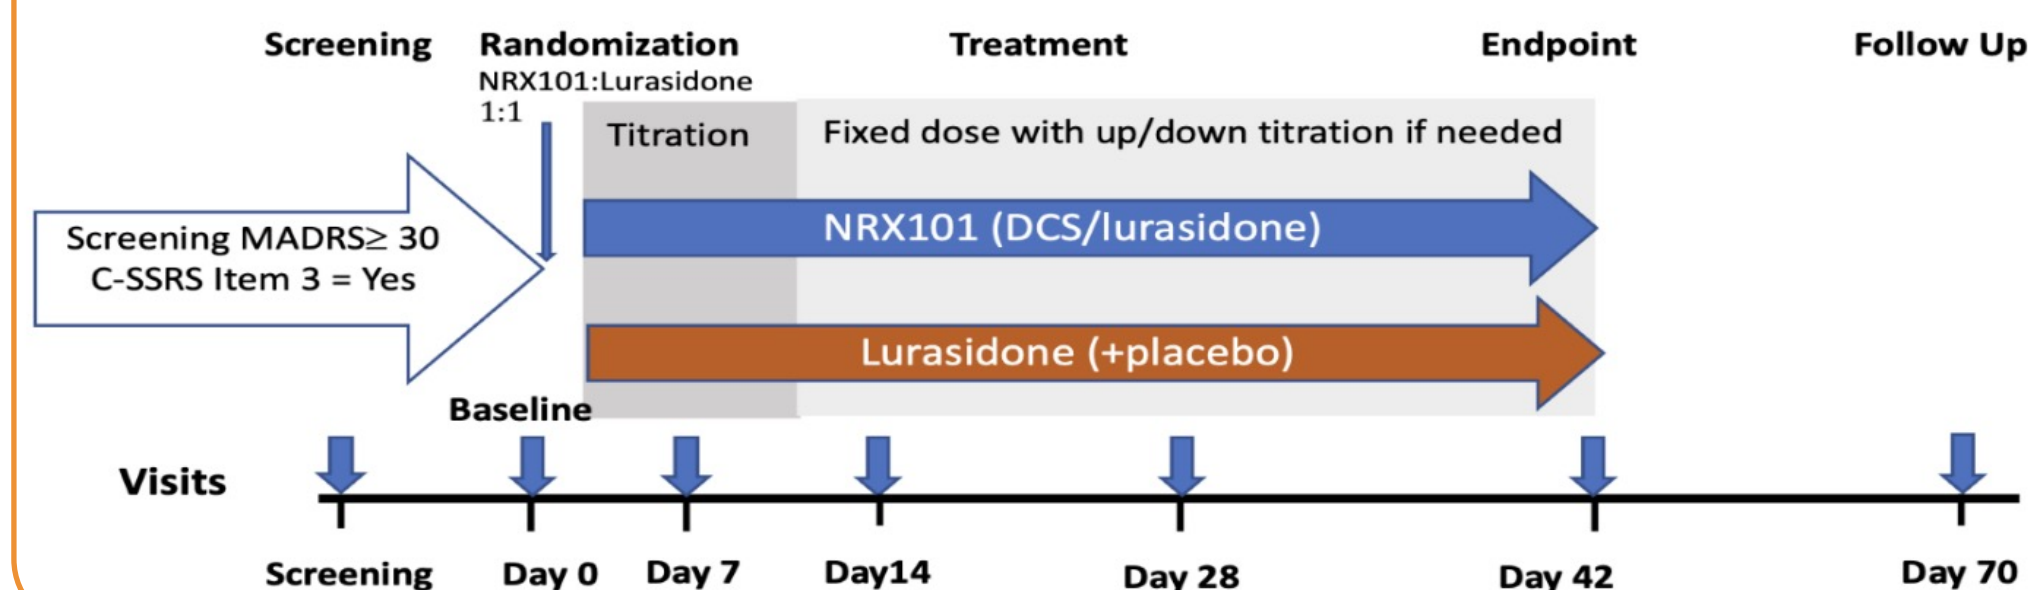 Screening
Randomization
NRX101:Lurasidone
1:1
Treatment
Endpoint
Follow Up
Titration
Fixed dose with up/down titration if needed
Screening MADRS≥ 30
C-SSRS Item 3 = Yes
NRX101 (DCS/lurasidone)
Lurasidone (+placebo)
Baseline
Visits
Screening
Day 0
Day 7
Day14
Day 28
Day 42
Day 70